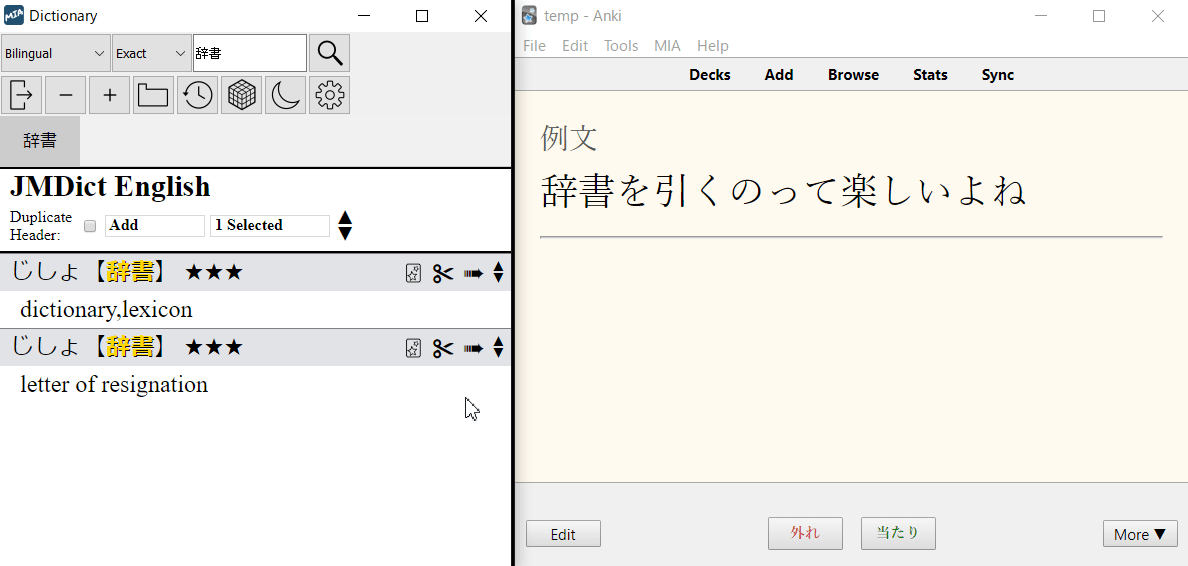 MIA Dictionary
Bilingual Exact 辞書
辞書
JMDict English
Duplicate Header: Add 1 Selected
じしょ【辞書】 ★★★
dictionary,lexicon
じしょ【辞書】 ★★★
letter of resignation
temp - Anki
File Edit Tools MIA Help
Decks Add Browse Stats Sync
例文
辞書を引くのって楽しいよね
Edit 外れ 当たり More ▼